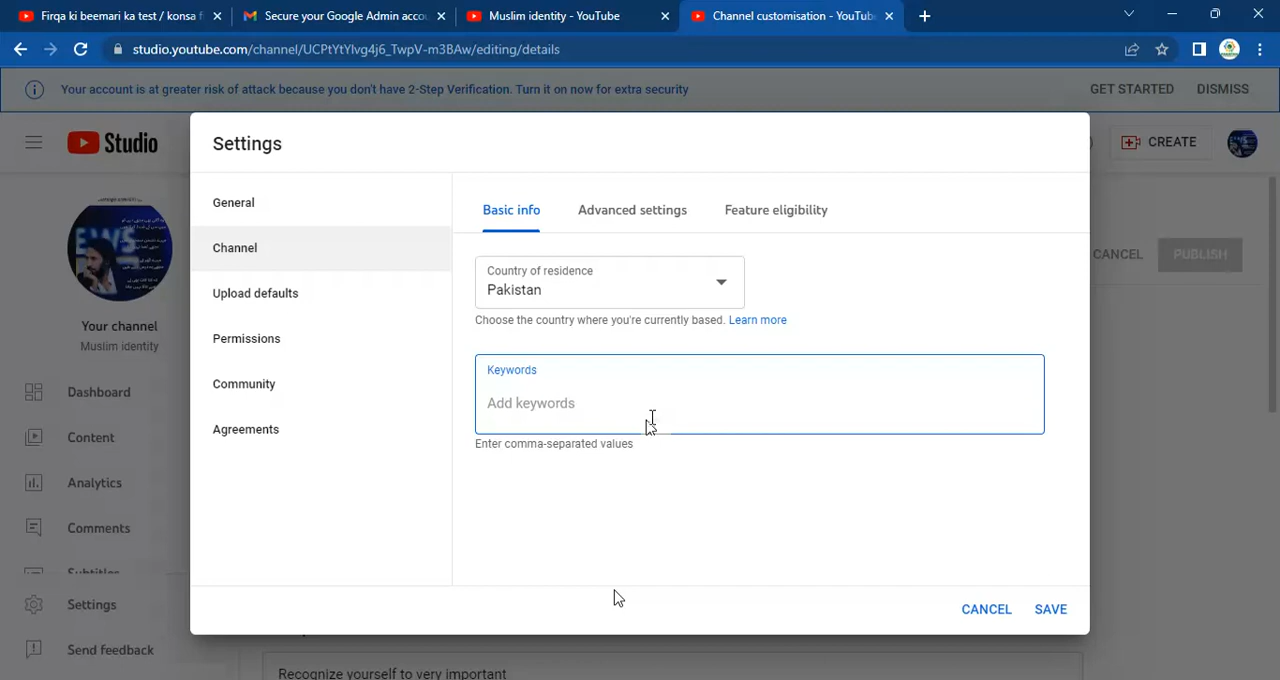 Firqa ki beemari ka test / konsa f
Secure your Google Admin accou
Muslim identity - YouTube
Channel customisation - YouTub
studio.youtube.com/channel/UCPtYtYlvg4j6_TwpV-m3BAw/editing/details
Your account is at greater risk of attack because you don't have 2-Step Verification. Turn it on now for extra security
GET STARTED
DISMISS
Studio
CREATE
Settings
General
Channel
Upload defaults
Permissions
Community
Agreements
Basic info
Advanced settings
Feature eligibility
Country of residence
Pakistan
Choose the country where you're currently based. Learn more
Keywords
Add keywords
Enter comma-separated values
CANCEL
SAVE
CANCEL
PUBLISH
Your channel
Muslim identity
Dashboard
Content
Analytics
Comments
Subtitles
Settings
Send feedback
Recognize yourself to very important